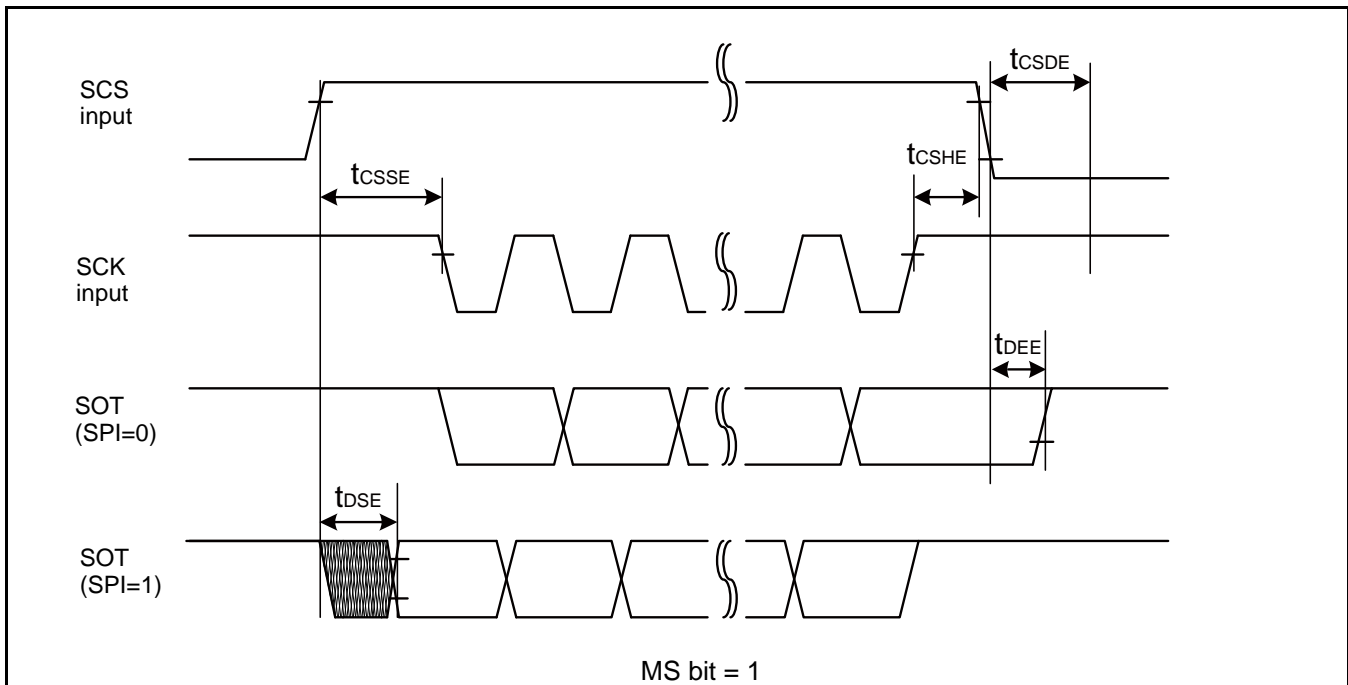 SCS
input
tCSDE
tCSHE
tCSSE
SCK
input
tDEE
SOT
(SPI=0)
tDSE
SOT
(SPI=1)
MS bit = 1